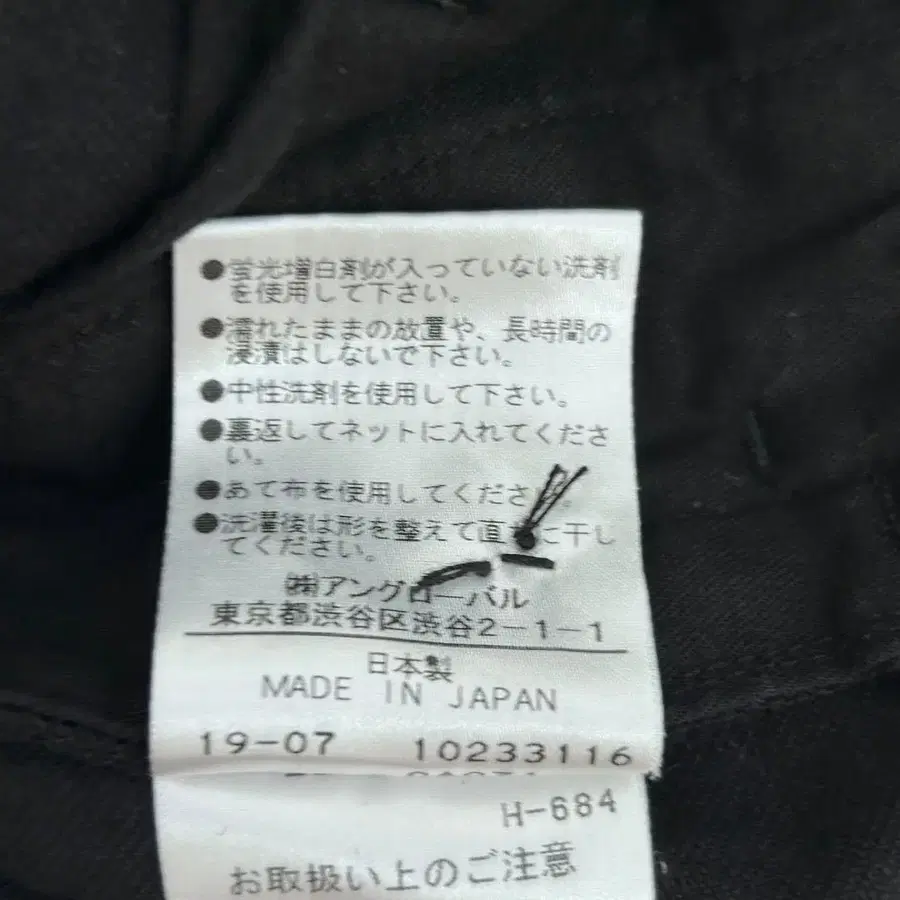 ●蛍光増白剤が入っていない洗剤
を使用して下さい。
●濡れたままの放置や、長時間の
浸漬はしないで下さい。
●中性洗剤を使用して下さい。
●裏返してネットに入れてくださ
い。
●あて布を使用してくださ
●洗濯後は形を整えて直 に干し
てください。
㈱アングローバル
東京都渋谷区渋谷2-1-1
日本製
MADE IN JAPAN
19-07 10233116
H-684
お取扱い上のご注意